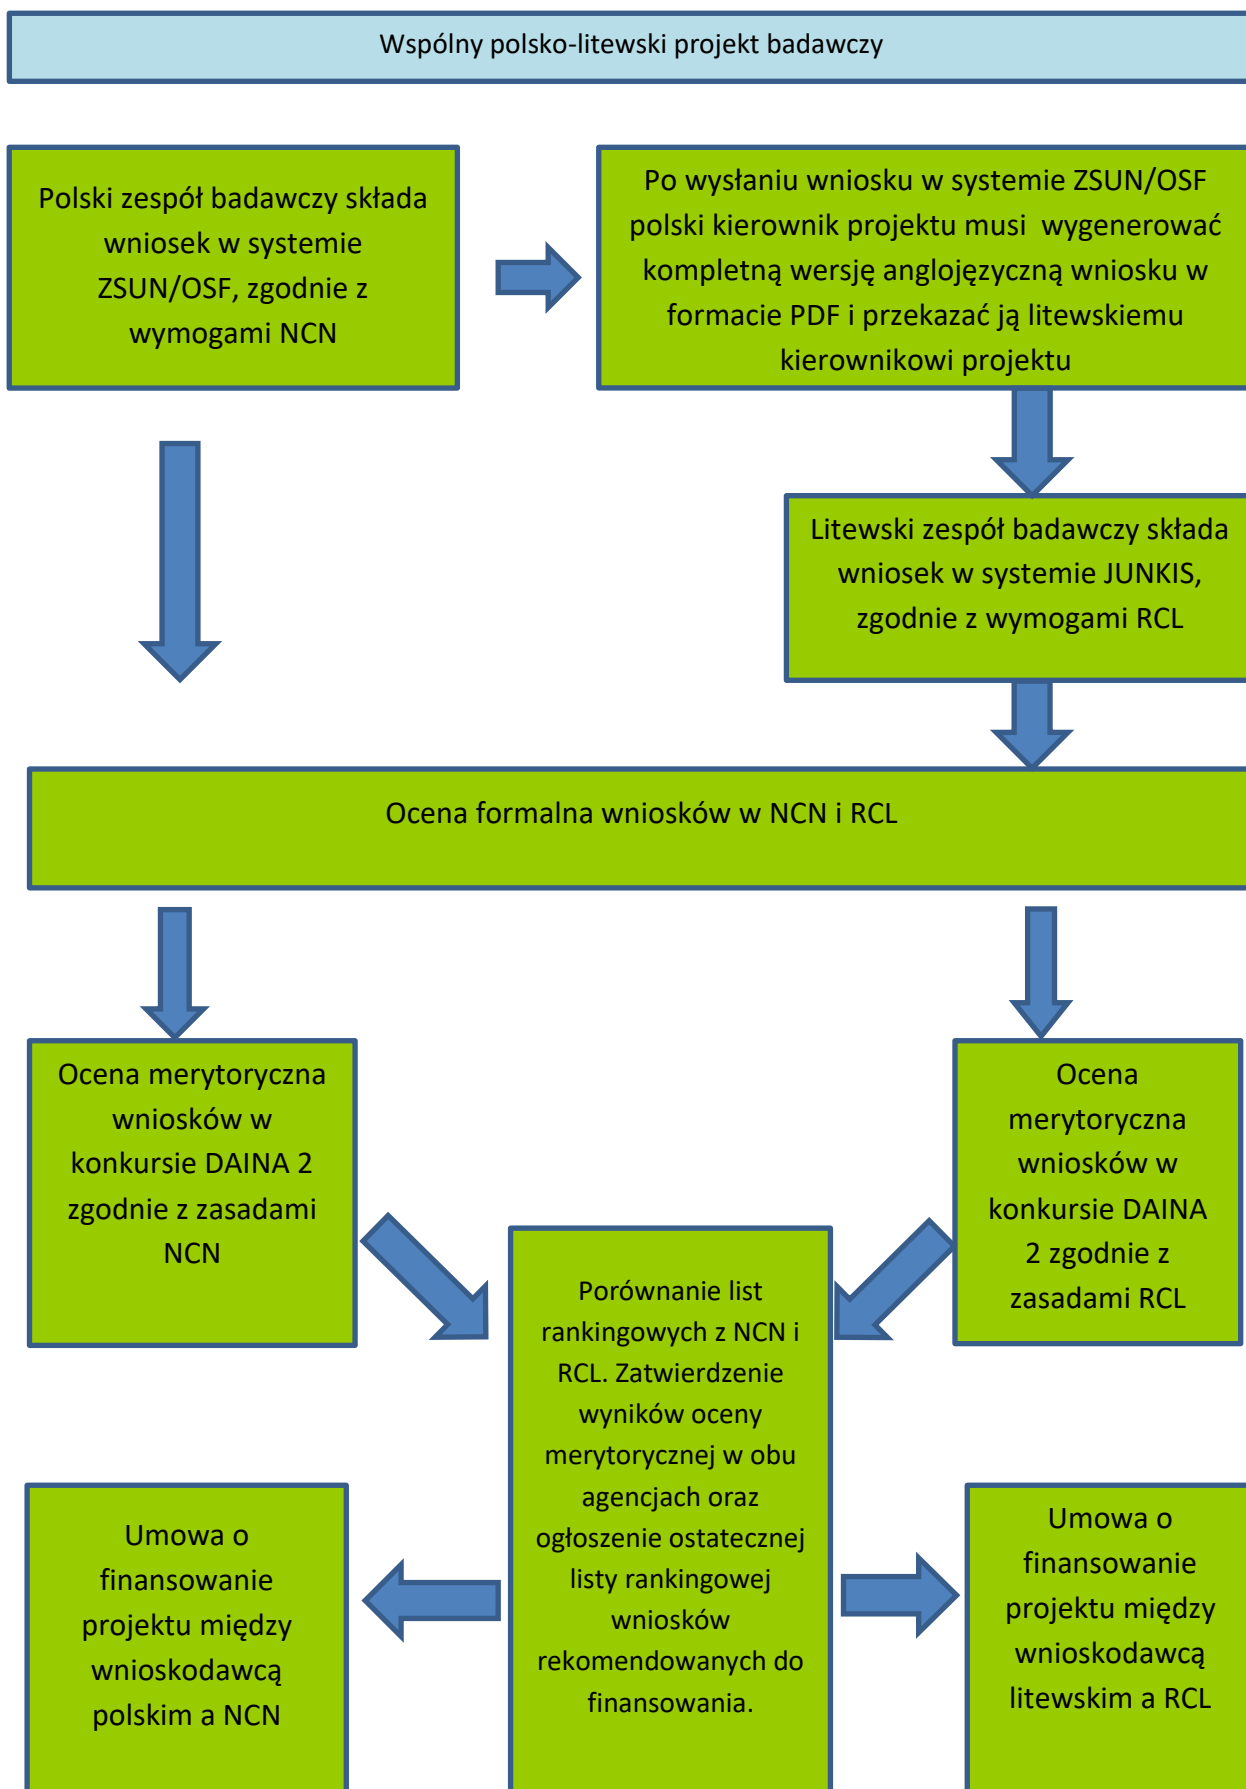 Wspólny polsko-litewski projekt badawczy
Polski zespół badawczy składa
wniosek w systemie
ZSUN/OSF, zgodnie z
wymogami NCN
Po wysłaniu wniosku w systemie ZSUN/OSF
polski kierownik projektu musi wygenerować
kompletną wersję anglojęzyczną wniosku w
formacie PDF i przekazać ją litewskiemu
kierownikowi projektu
Litewski zespół badawczy składa
wniosek w systemie JUNKIS,
zgodnie z wymogami RCL
Ocena formalna wniosków w NCN i RCL
Ocena merytoryczna
wniosków w
konkursie DAINA 2
zgodnie z zasadami
NCN
Ocena
merytoryczna
wniosków w
konkursie DAINA
2 zgodnie z
zasadami RCL
Porównanie list
rankingowych z NCN i
RCL. Zatwierdzenie
wyników oceny
merytorycznej w obu
agencjach oraz
ogłoszenie ostatecznej
listy rankingowej
wniosków
rekomendowanych do
finansowania.
Umowa o
finansowanie
projektu między
wnioskodawcą
polskim a NCN
Umowa o
finansowanie
projektu między
wnioskodawcą
litewskim a RCL